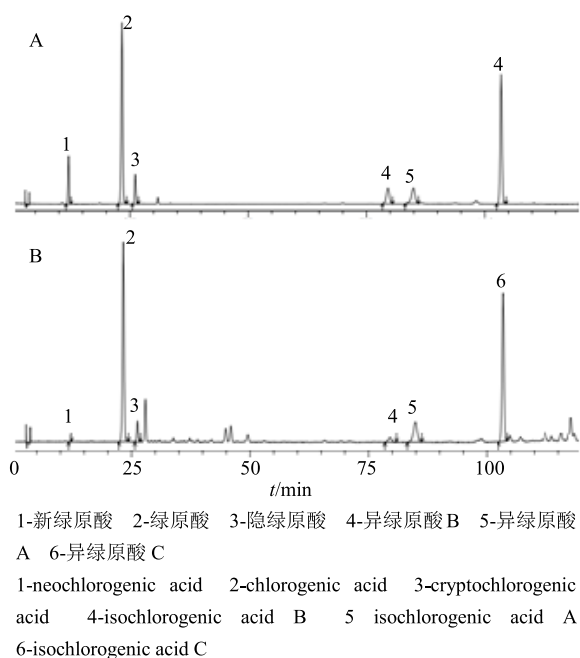 A
2
1
3
4
5
4
B
2
1
3
4
5
6
0 25 50 75 100
t/min
1-新绿原酸 2-绿原酸 3-隐绿原酸 4-异绿原酸 B 5-异绿原酸
A 6-异绿原酸 C
1-neochlorogenic acid 2-chlorogenic acid 3-cryptochlorogenic
acid 4-isochlorogenic acid B 5 isochlorogenic acid A
6-isochlorogenic acid C